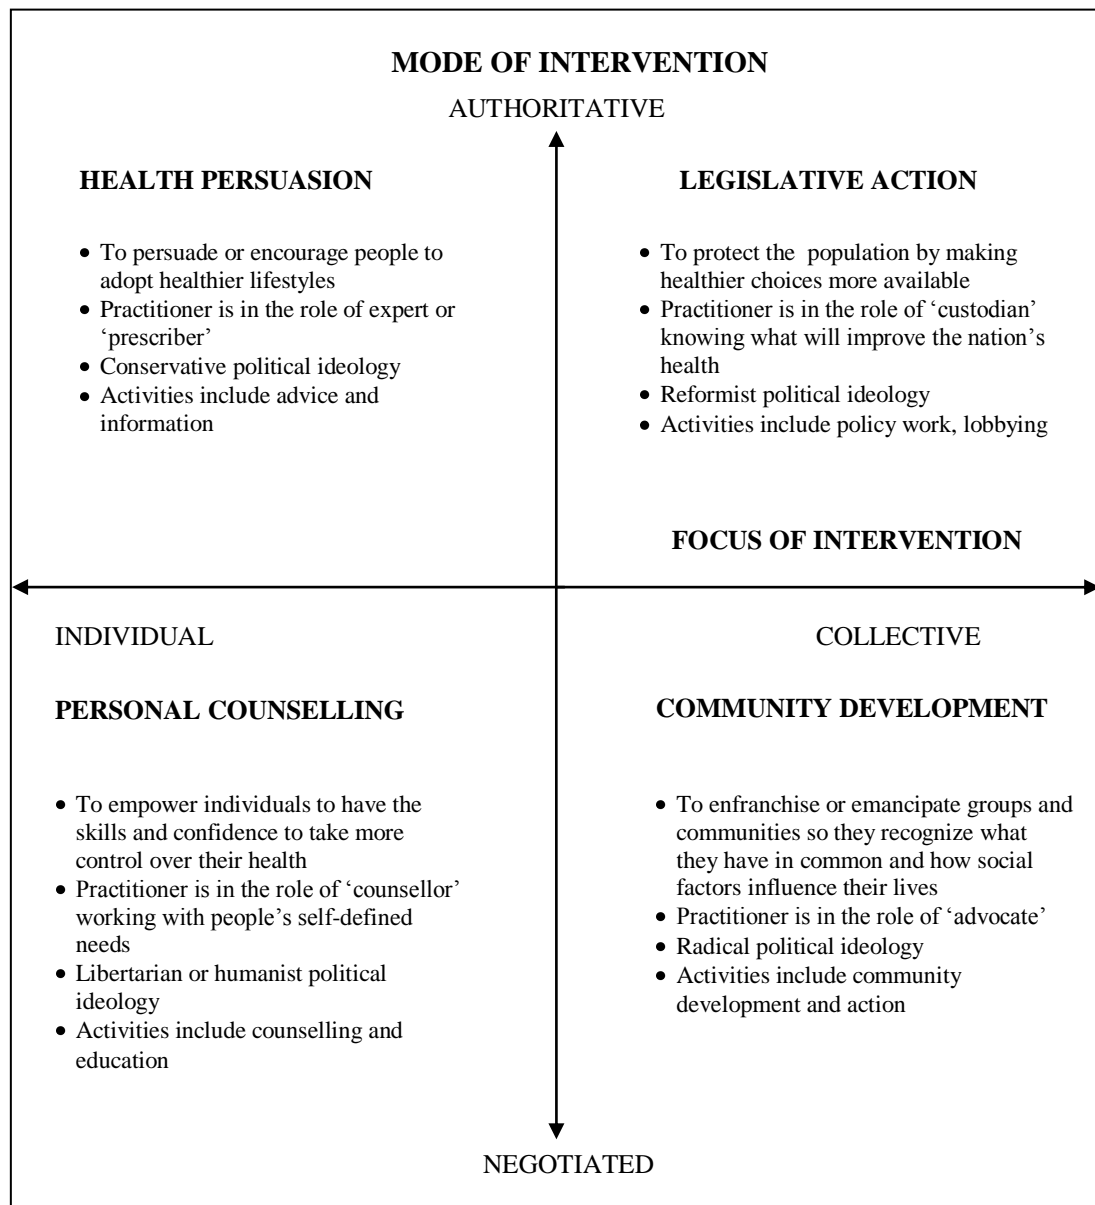 MODE OF INTERVENTION
AUTHORITATIVE
HEALTH PERSUASION
• To persuade or encourage people to
adopt healthier lifestyles
• Practitioner is in the role of expert or
‘prescriber’
• Conservative political ideology
• Activities include advice and
information
LEGISLATIVE ACTION
• To protect the  population by making
healthier choices more available
• Practitioner is in the role of ‘custodian’
knowing what will improve the nation’s
health
• Reformist political ideology
• Activities include policy work, lobbying
FOCUS OF INTERVENTION
INDIVIDUAL
COLLECTIVE
PERSONAL COUNSELLING
• To empower individuals to have the
skills and confidence to take more
control over their health
• Practitioner is in the role of ‘counsellor’
working with people’s self-defined
needs
• Libertarian or humanist political
ideology
• Activities include counselling and
education
COMMUNITY DEVELOPMENT
• To enfranchise or emancipate groups and
communities so they recognize what
they have in common and how social
factors influence their lives
• Practitioner is in the role of ‘advocate’
• Radical political ideology
• Activities include community
development and action
NEGOTIATED